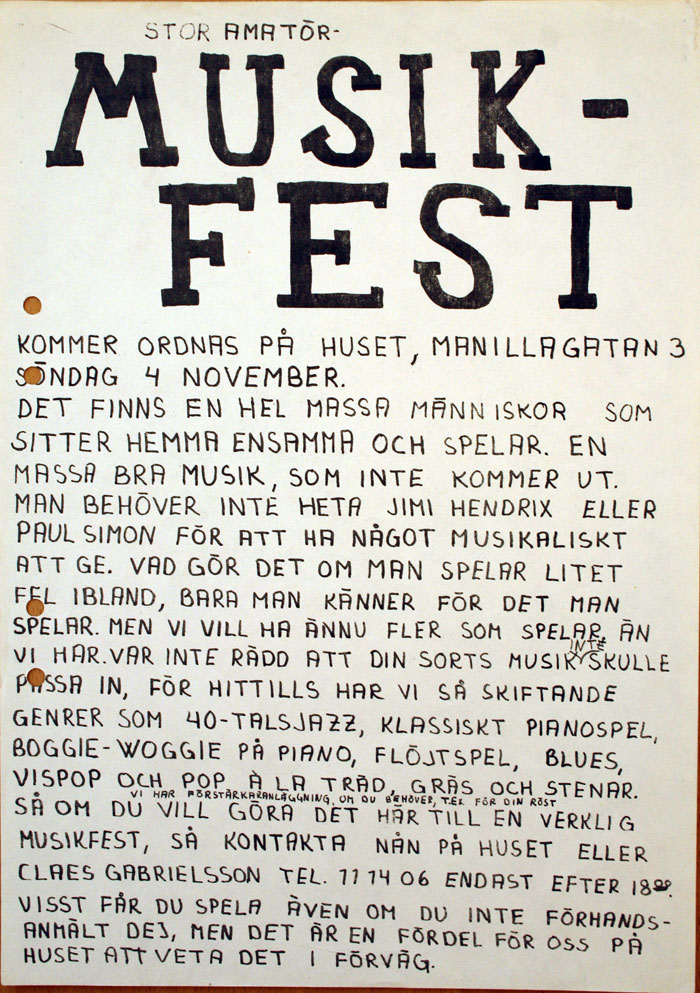 STOR AMATÖR-
MUSIK-
FEST
KOMMER ORDNAS PÅ HUSET, MANILLAGATAN 3
SÖNDAG 4 NOVEMBER.
DET FINNS EN HEL MASSA MÄNNISKOR SOM
SITTER HEMMA ENSAMMA OCH SPELAR. EN
MASSA BRA MUSIK, SOM INTE KOMMER UT.
MAN BEHÖVER INTE HETA JIMI HENDRIX ELLER
PAUL SIMON FÖR ATT HA NÅGOT MUSIKALISKT
ATT GE. VAD GÖR DET OM MAN SPELAR LITET
FEL IBLAND, BARA MAN KÄNNER FÖR DET MAN
SPELAR. MEN VI VILL HA ÄNNU FLER SOM SPELAR, ÄN
VI HAR. VAR INTE RÄDD ATT DIN SORTS MUSIK INTE SKULLE
PASSA IN, FÖR HITTILLS HAR VI SÅ SKIFTANDE
GENRER SOM 40-TALSJAZZ, KLASSISKT PIANOSPEL,
BOGGIE-WOGGIE PÅ PIANO, FLÖJTSPEL, BLUES,
VISPOP OCH POP À LA TRÄD, GRÄS OCH STENAR.
VI HAR FÖRSTÄRKARANLÄGGNING, OM DU BEHÖVER, T.EX. FÖR DIN RÖST
SÅ OM DU VILL GÖRA DET HÄR TILL EN VERKLIG
MUSIKFEST, SÅ KONTAKTA NÅN PÅ HUSET ELLER
CLAES GABRIELSSON TEL. 11 14 06 ENDAST EFTER 18 00.
VISST FÅR DU SPELA ÄVEN OM DU INTE FÖRHANDS-
ANMÄLT DEJ, MEN DET ÄR EN FÖRDEL FÖR OSS PÅ
HUSET ATT VETA DET I FÖRVÄG.